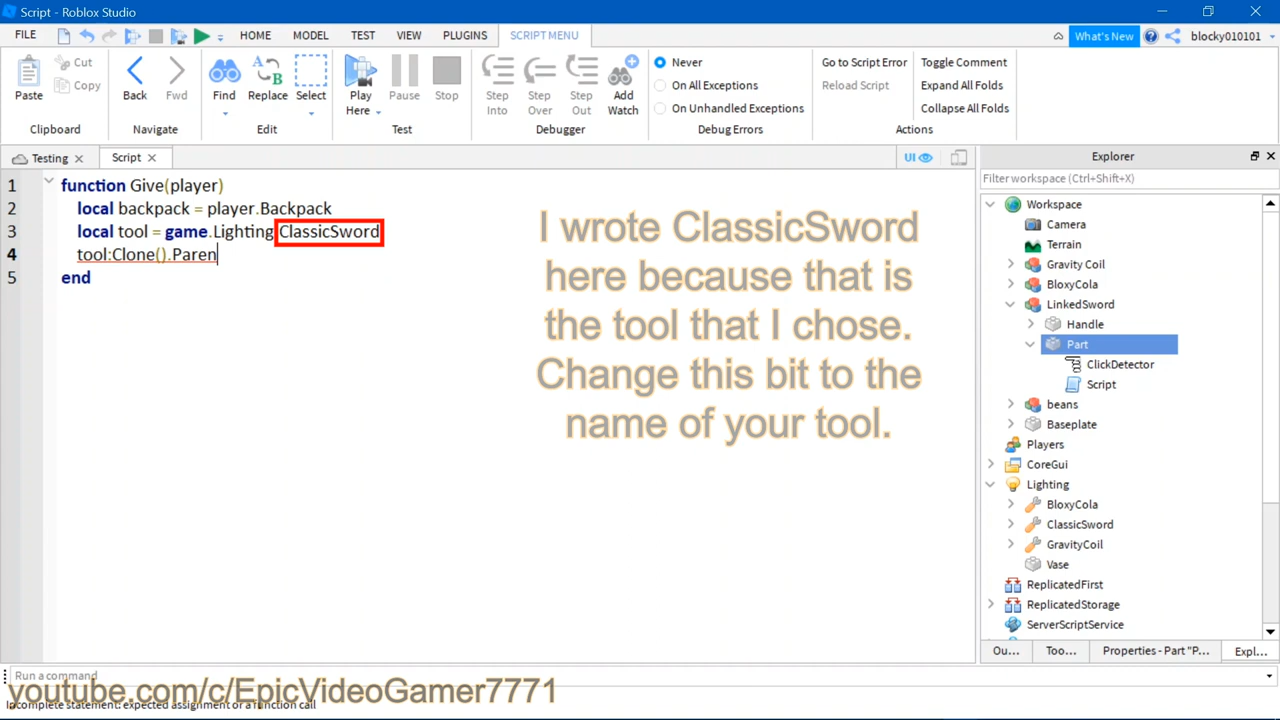 Script - Roblox Studio
FILE HOME MODEL TEST VIEW PLUGINS SCRIPT MENU What's New blocky010101
Paste Cut Copy
Back Fwd
Find Replace Select
Play Here Pause Stop
Step Into Step Over Step Out Add Watch
Never
On All Exceptions
On Unhandled Exceptions
Go to Script Error
Reload Script
Toggle Comment
Expand All Folds
Collapse All Folds
Clipboard Navigate Edit Test Debugger Debug Errors Actions
Testing Script UI
1 function Give(player)
2 local backpack = player.Backpack
3 local tool = game.Lighting ClassicSword
4 tool:Clone().Paren
5 end
I wrote ClassicSword
here because that is
the tool that I chose.
Change this bit to the
name of your tool.
Explorer
Filter workspace (Ctrl+Shift+X)
Workspace
Camera
Terrain
Gravity Coil
BloxyCola
LinkedSword
Handle
Part
ClickDetector
Script
beans
Baseplate
Players
CoreGui
Lighting
BloxyCola
ClassicSword
GravityCoil
Vase
ReplicatedFirst
ReplicatedStorage
ServerScriptService
Ou... Too... Properties - Part "P... Expl...
Run a command
youtube.com/c/EpicVideoGamer7771
Incomplete statement: expected assignment or a function call